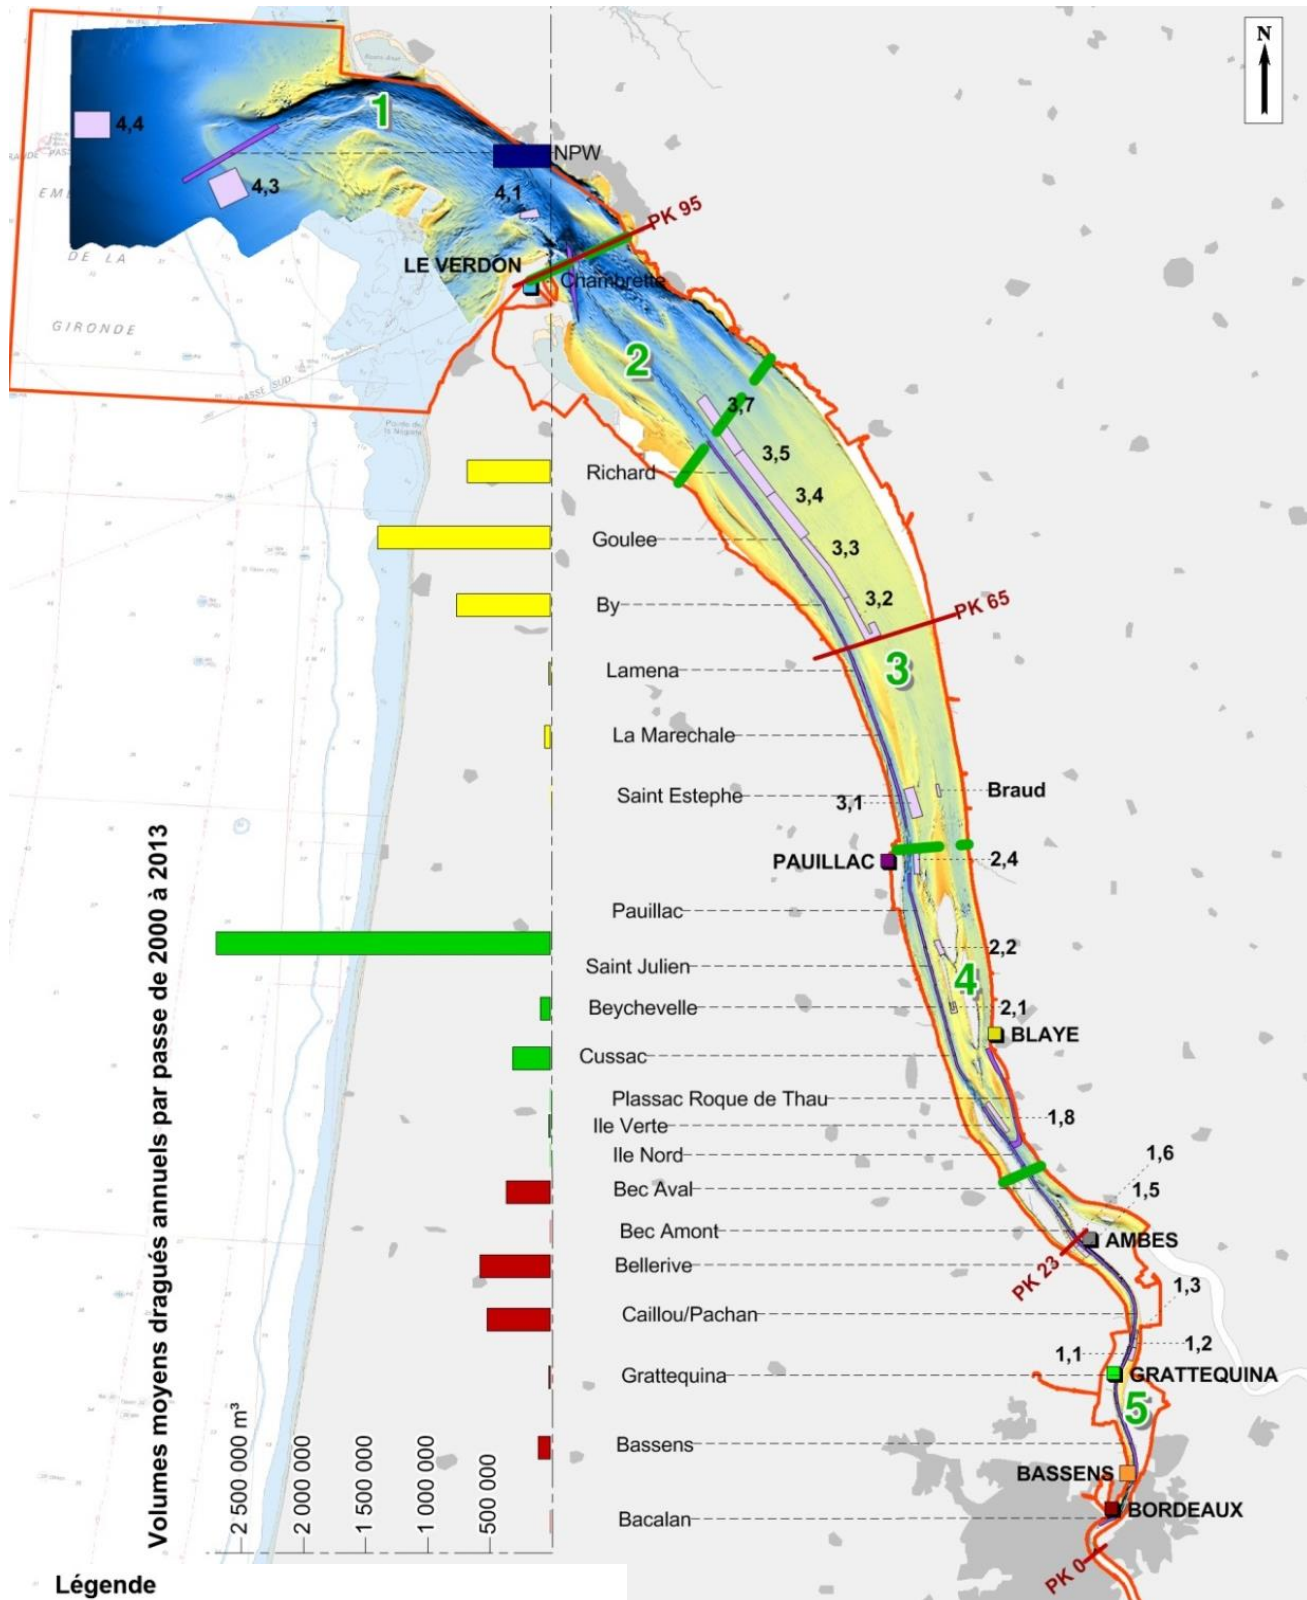 N
1
4,4
NPW
4,3
4,1
PK 95
LE VERDON
DE LA
Chambrette
GIRONDE
2
PASSE SUD
3,7
3,5
Richard
3,4
Goulee
3,3
By
3,2
PK 65
Lamena
3
La Marechale
Saint Estephe
Braud
3,1
PAUILLAC
2,4
Pauillac
2,2
Saint Julien
4
Beychevelle
2,1
BLAYE
Cussac
Plassac Roque de Thau
1,8
Ile Verte
Ile Nord
1,6
Bec Aval
1,5
Bec Amont
AMBES
Bellerive
PK 23
1,3
Caillou/Pachan
1,2
1,1
Grattequina
GRATTEQUINA
5
Bassens
BASSENS
Bacalan
BORDEAUX
PK 0
Volumes moyens dragués annuels par passe de 2000 à 2013
2 500 000 m³
2 000 000
1 500 000
1 000 000
500 000
Légende